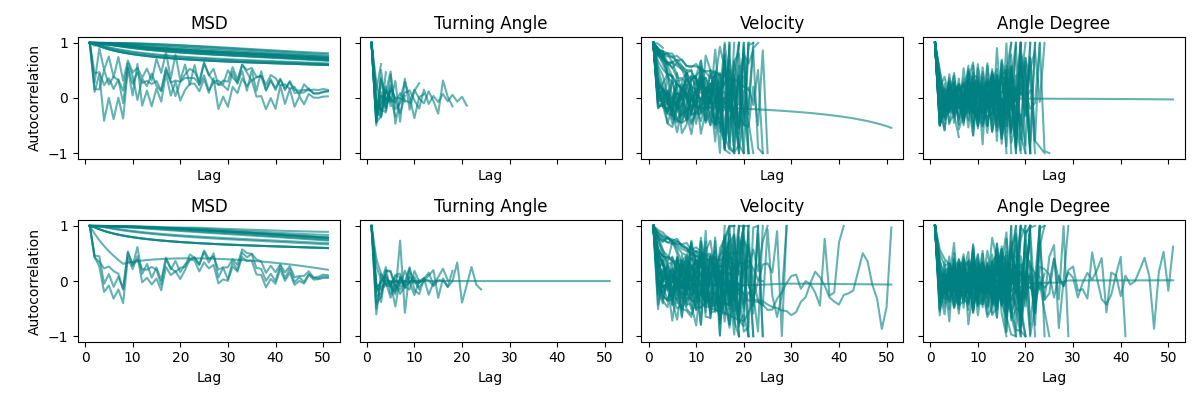 MSD Turning Angle Velocity Angle Degree
Autocorrelation
1
0
−1
Lag Lag Lag Lag
MSD Turning Angle Velocity Angle Degree
Autocorrelation
1
0
−1
0 10 20 30 40 50 0 10 20 30 40 50 0 10 20 30 40 50 0 10 20 30 40 50
Lag Lag Lag Lag